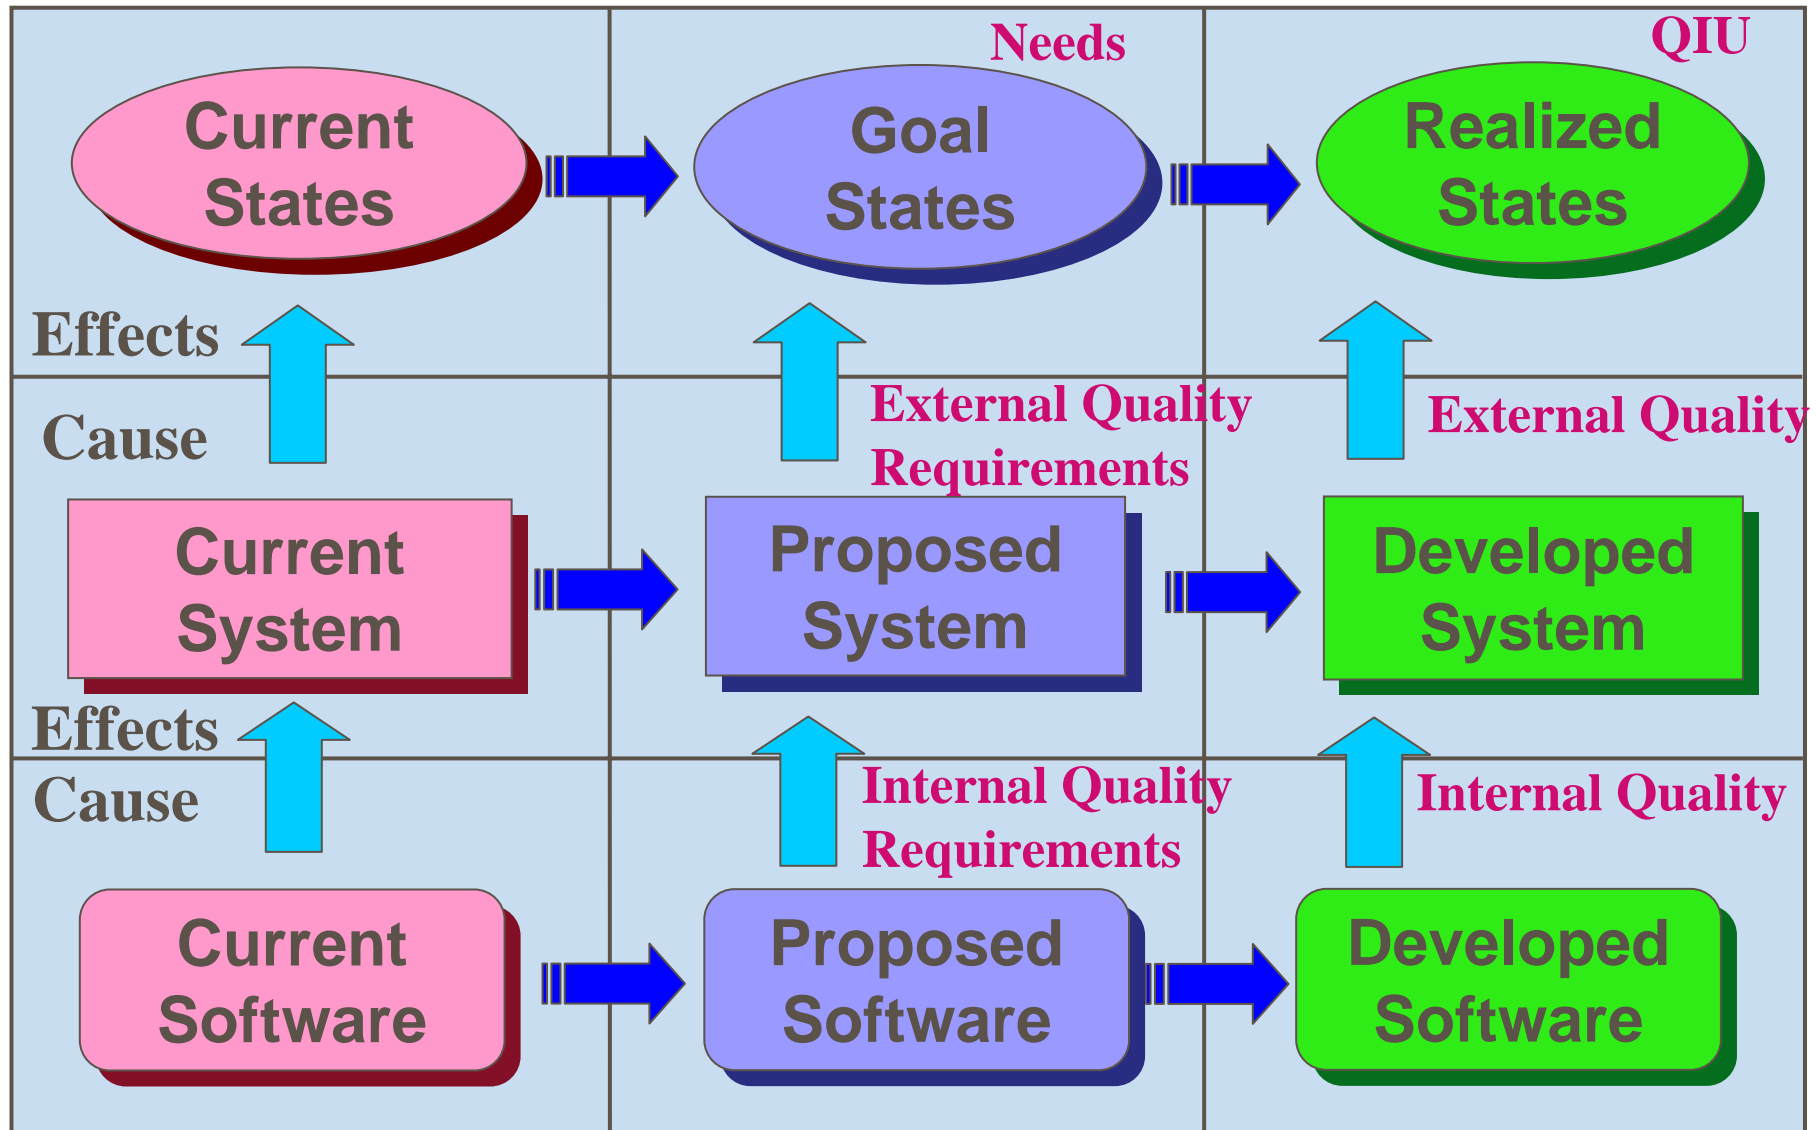 Needs
QIU
Current
States
Goal
States
Realized
States
Effects
Cause
External Quality
Requirements
External Quality
Current
System
Proposed
System
Developed
System
Effects
Cause
Internal Quality
Requirements
Internal Quality
Current
Software
Proposed
Software
Developed
Software